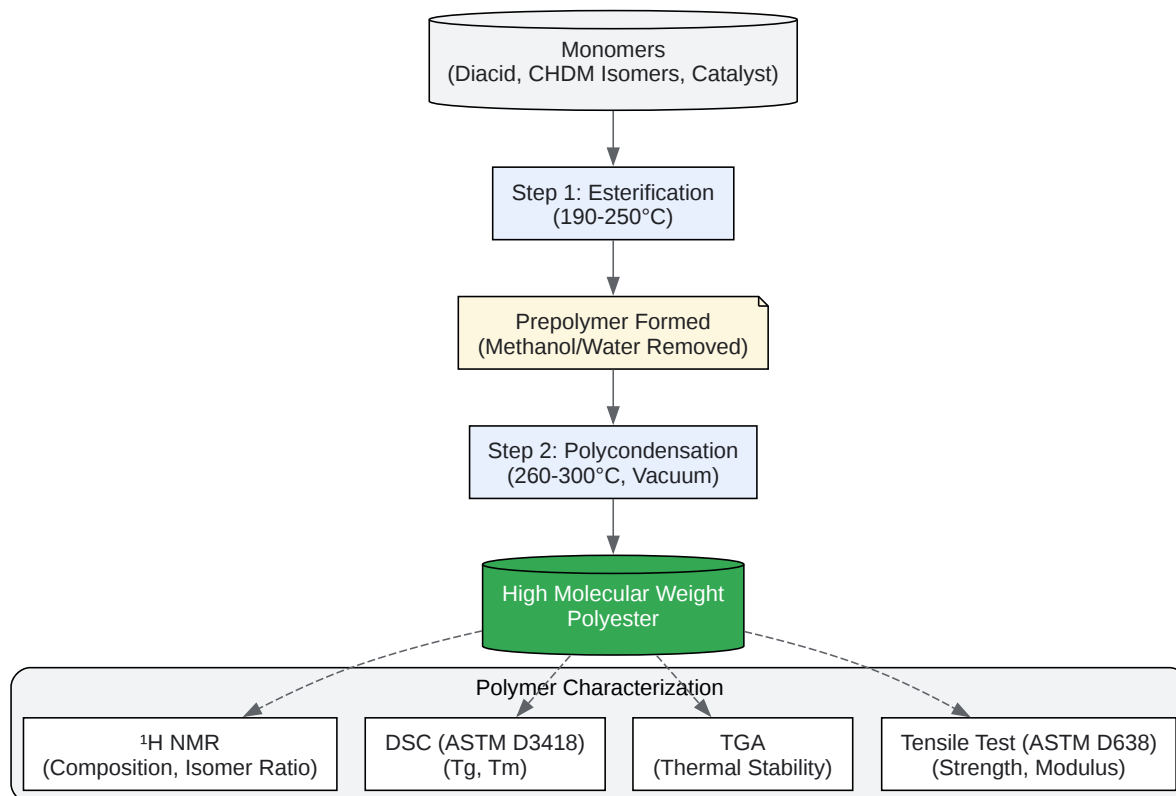 Monomers
(Diacid, CHDM Isomers, Catalyst)
Step 1: Esterification
(190-250°C)
Prepolymer Formed
(Methanol/Water Removed)
Step 2: Polycondensation
(260-300°C, Vacuum)
High Molecular Weight
Polyester
Polymer Characterization
¹H NMR
(Composition, Isomer Ratio)
DSC (ASTM D3418)
(Tg, Tm)
TGA
(Thermal Stability)
Tensile Test (ASTM D638)
(Strength, Modulus)